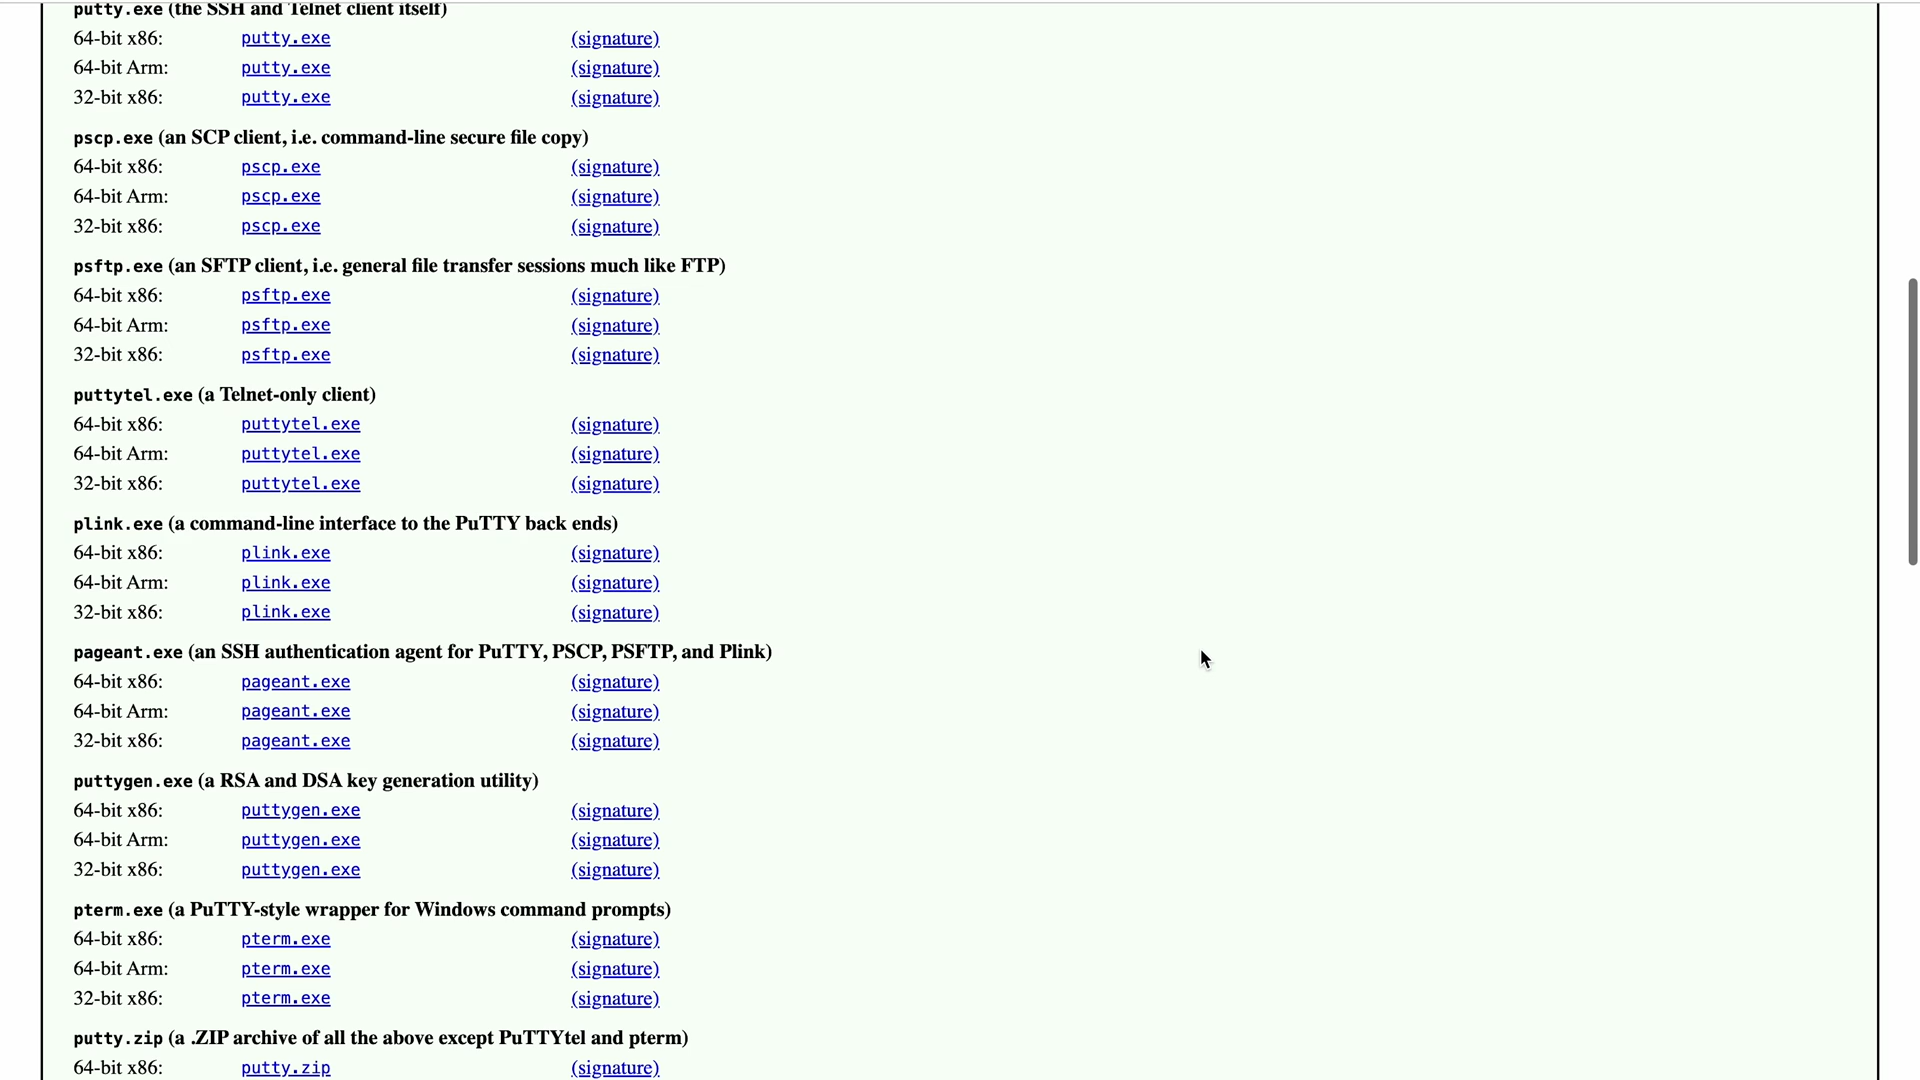 putty.exe (the SSH and Telnet client itself)
64-bit x86: putty.exe (signature)
64-bit Arm: putty.exe (signature)
32-bit x86: putty.exe (signature)
pscp.exe (an SCP client, i.e. command-line secure file copy)
64-bit x86: pscp.exe (signature)
64-bit Arm: pscp.exe (signature)
32-bit x86: pscp.exe (signature)
psftp.exe (an SFTP client, i.e. general file transfer sessions much like FTP)
64-bit x86: psftp.exe (signature)
64-bit Arm: psftp.exe (signature)
32-bit x86: psftp.exe (signature)
puttytel.exe (a Telnet-only client)
64-bit x86: puttytel.exe (signature)
64-bit Arm: puttytel.exe (signature)
32-bit x86: puttytel.exe (signature)
plink.exe (a command-line interface to the PuTTY back ends)
64-bit x86: plink.exe (signature)
64-bit Arm: plink.exe (signature)
32-bit x86: plink.exe (signature)
pageant.exe (an SSH authentication agent for PuTTY, PSCP, PSFTP, and Plink)
64-bit x86: pageant.exe (signature)
64-bit Arm: pageant.exe (signature)
32-bit x86: pageant.exe (signature)
puttygen.exe (a RSA and DSA key generation utility)
64-bit x86: puttygen.exe (signature)
64-bit Arm: puttygen.exe (signature)
32-bit x86: puttygen.exe (signature)
pterm.exe (a PuTTY-style wrapper for Windows command prompts)
64-bit x86: pterm.exe (signature)
64-bit Arm: pterm.exe (signature)
32-bit x86: pterm.exe (signature)
putty.zip (a .ZIP archive of all the above except PuTTYtel and pterm)
64-bit x86: putty.zip (signature)